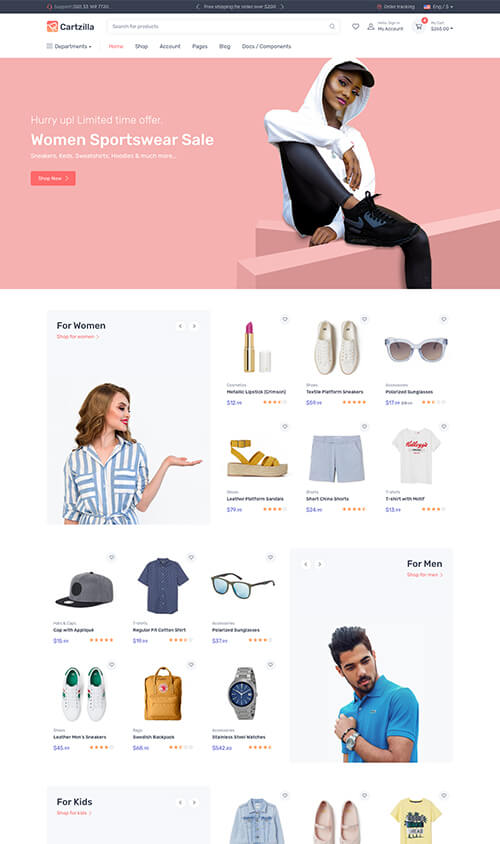 Support (00) 33 169 7720
Free shipping for order over $200
Order tracking
Eng / $
Cartzilla
Search for products
Hello, Sign in
My Account
4
My Cart
$265.00
Departments
Home
Shop
Account
Pages
Blog
Docs / Components
Hurry up! Limited time offer.
Women Sportswear Sale
Sneakers, Keds, Sweatshirts, Hoodies & much more...
Shop Now
For Women
Shop for women
Cosmetics
Metallic Lipstick (Crimson)
$12.99
Shoes
Textile Platform Sneakers
$59.99
Accessories
Polarized Sunglasses
$17.99
Shoes
Leather Platform Sandals
$79.99
Shorts
Short Chino Shorts
$24.99
Kellogg's
T-shirts
T-shirt with Motif
$13.99
Hats & Caps
Cap with Appliqué
$15.99
T-shirts
Regular Fit Cotton Shirt
$19.99
Accessories
Polarized Sunglasses
$37.99
For Men
Shop for men
Shoes
Leather Men's Sneakers
$45.99
Bags
Swedish Backpack
$68.99
Accessories
Stainless Steel Watches
$542.99
For Kids
Shop for kids